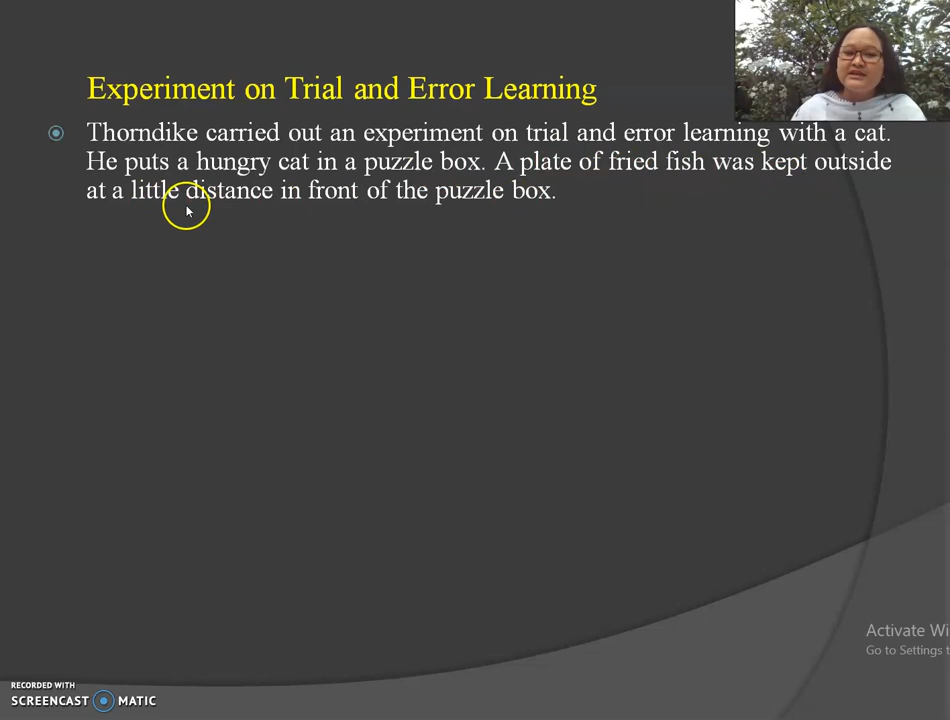 Experiment on Trial and Error Learning
Thorndike carried out an experiment on trial and error learning with a cat.
He puts a hungry cat in a puzzle box. A plate of fried fish was kept outside
at a little distance in front of the puzzle box.
Activate Wi
Go to Settings t
RECORDED WITH
SCREENCAST MATIC